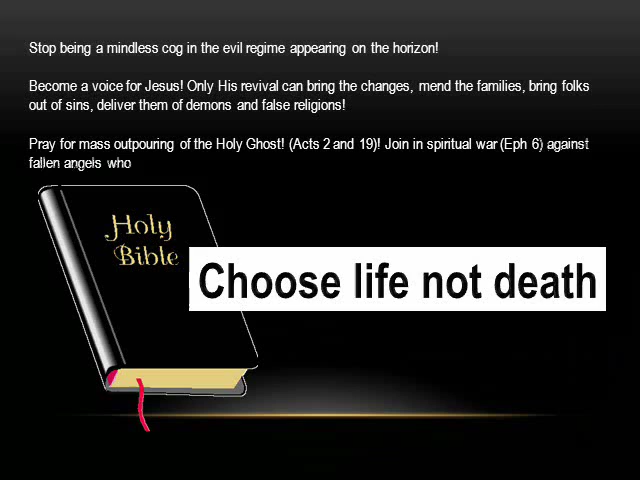 Stop being a mindless cog in the evil regime appearing on the horizon!
Become a voice for Jesus! Only His revival can bring the changes, mend the families, bring folks
out of sins, deliver them of demons and false religions!
Pray for mass outpouring of the Holy Ghost! (Acts 2 and 19)! Join in spiritual war (Eph 6) against
fallen angels who
Holy
Bible
Choose life not death